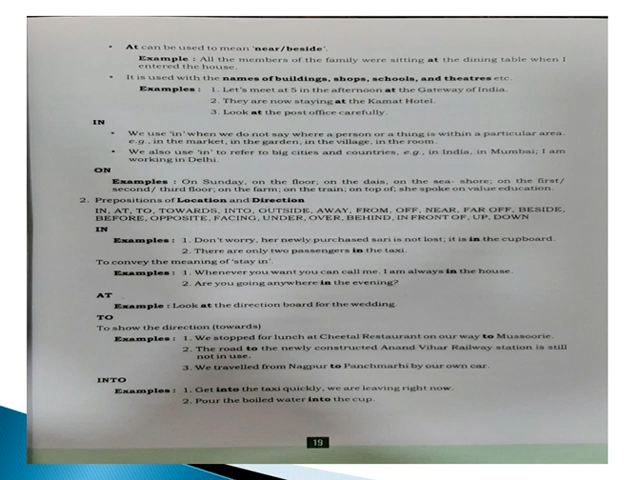 • At can be used to mean 'near/beside'.
Example : All the members of the family were sitting at the dining table when I
entered the house.
• It is used with the names of buildings, shops, schools, and theatres etc.
Examples : 1. Let's meet at 5 in the afternoon at the Gateway of India.
2. They are now staying at the Kamat Hotel.
3. Look at the post office carefully.
IN
• We use 'in' when we do not say where a person or a thing is within a particular area.
e.g., in the market, in the garden, in the village, in the room.
• We also use 'in' to refer to big cities and countries, e.g., in India, in Mumbai; I am
working in Delhi.
ON
Examples : On Sunday, on the floor; on the dais, on the sea- shore; on the first/
second/ third floor; on the farm; on the train; on top of; she spoke on value education.
2. Prepositions of Location and Direction
IN, AT, TO, TOWARDS, INTO, OUTSIDE, AWAY, FROM, OFF, NEAR, FAR OFF, BESIDE,
BEFORE, OPPOSITE, FACING, UNDER, OVER, BEHIND, IN FRONT OF, UP, DOWN
IN
Examples : 1. Don't worry, her newly purchased sari is not lost; it is in the cupboard.
2. There are only two passengers in the taxi.
To convey the meaning of 'stay in'.
Examples : 1. Whenever you want you can call me. I am always in the house.
2. Are you going anywhere in the evening?
AT
Example : Look at the direction board for the wedding.
TO
To show the direction (towards)
Examples : 1. We stopped for lunch at Cheetal Restaurant on our way to Mussoorie.
2. The road to the newly constructed Anand Vihar Railway station is still
not in use.
3. We travelled from Nagpur to Panchmarhi by our own car.
INTO
Examples : 1. Get into the taxi quickly, we are leaving right now.
2. Pour the boiled water into the cup.
19